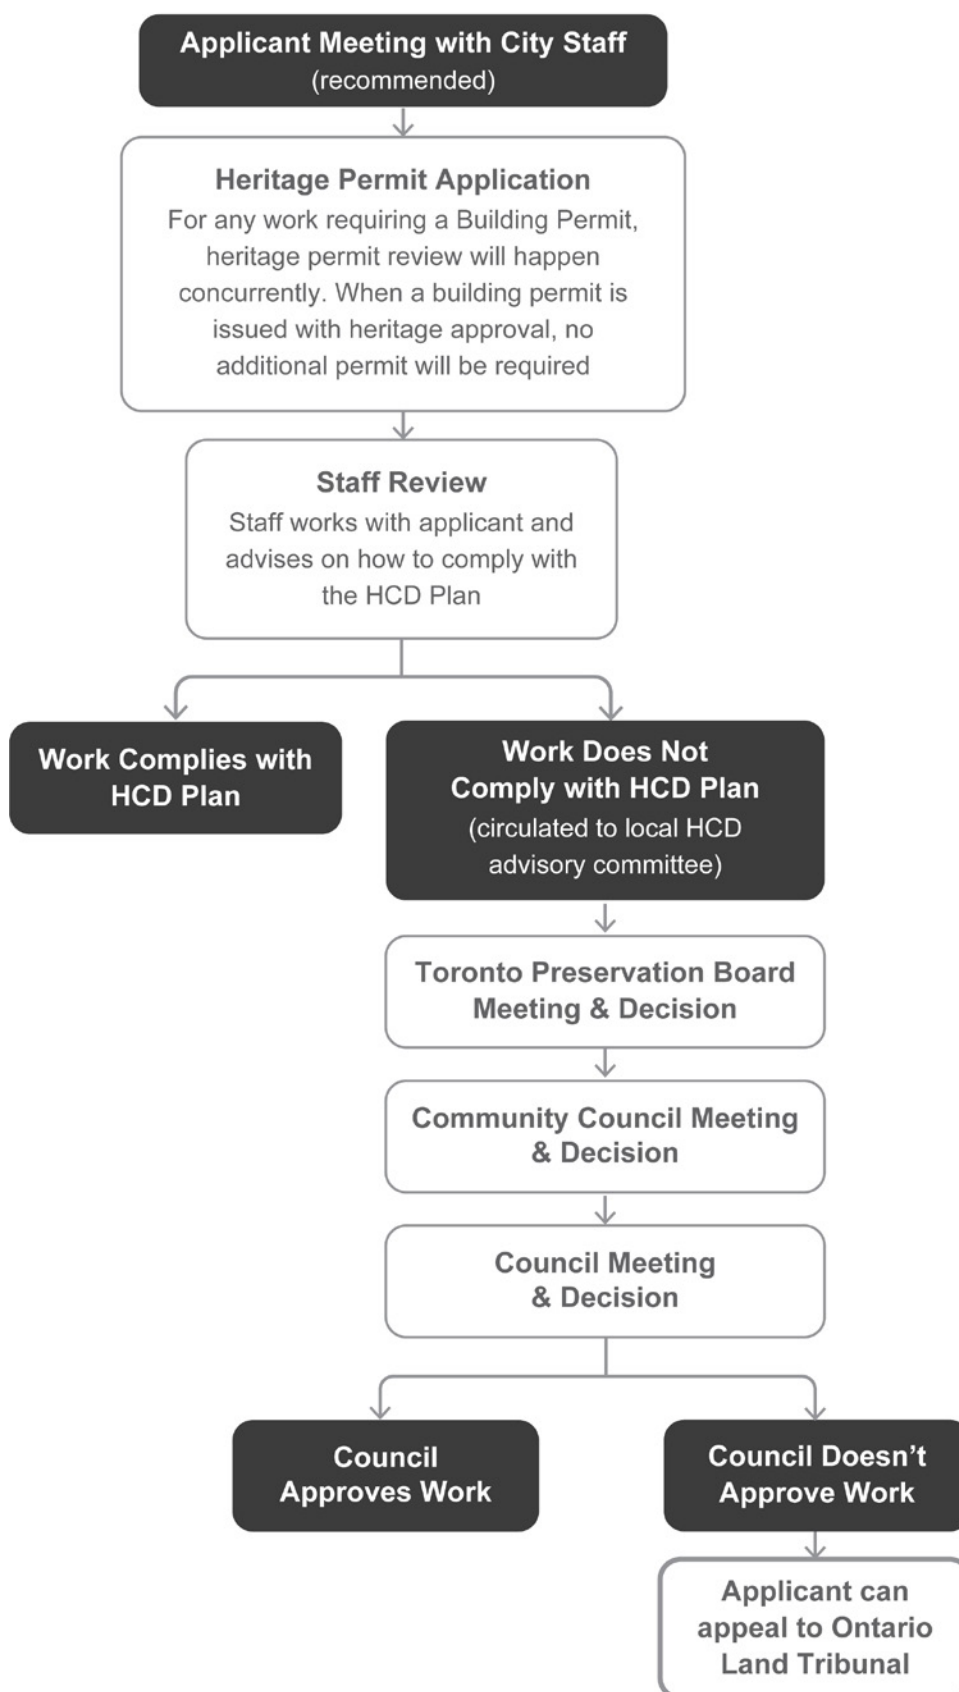 Applicant Meeting with City Staff
(recommended)
Heritage Permit Application
For any work requiring a Building Permit,
heritage permit review will happen
concurrently. When a building permit is
issued with heritage approval, no
additional permit will be required
Staff Review
Staff works with applicant and
advises on how to comply with
the HCD Plan
Work Complies with
HCD Plan
Work Does Not
Comply with HCD Plan
(circulated to local HCD
advisory committee)
Toronto Preservation Board
Meeting & Decision
Community Council Meeting
& Decision
Council Meeting
& Decision
Council
Approves Work
Council Doesn’t
Approve Work
Applicant can
appeal to Ontario
Land Tribunal